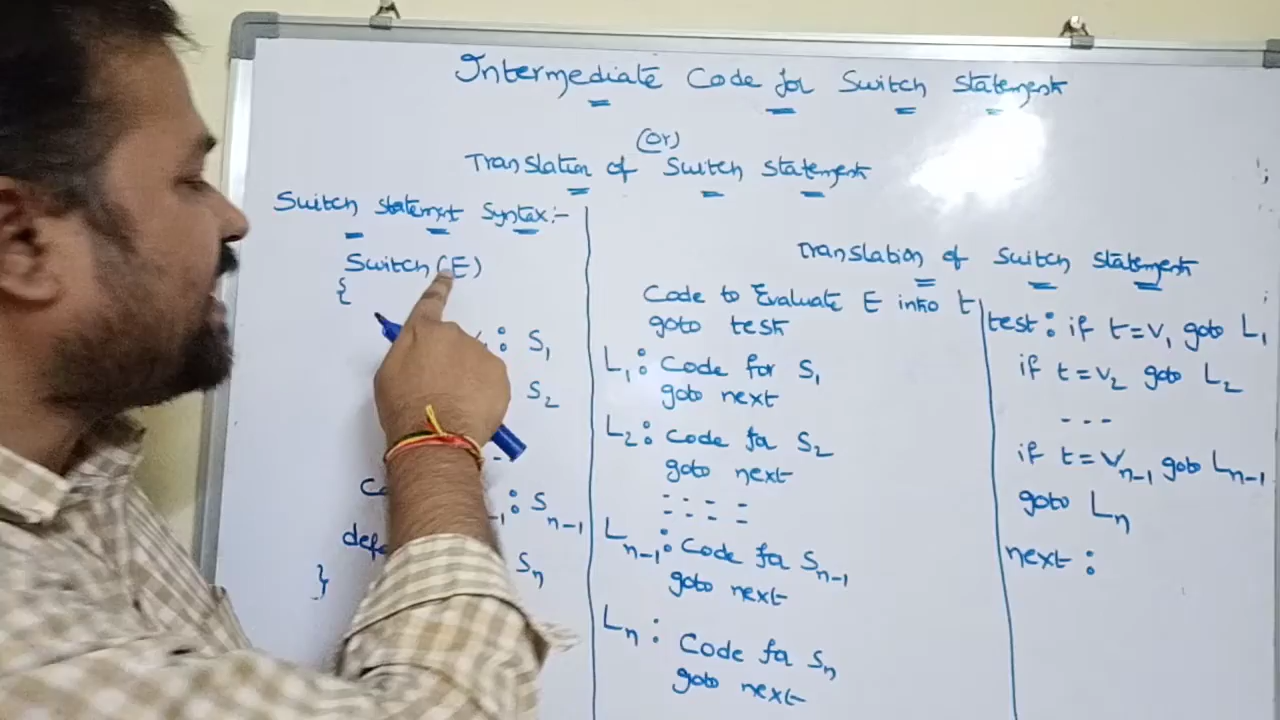 Intermediate Code for Switch Statement
(Or)
Translation of Switch Statement
Switch Statement Syntax:-
Switch(E)
{
: S1
S2
: Sn-1
Sn
}
Translation of Switch Statement
Code to Evaluate E into t
goto test
L1: Code for S1
goto next
L2: Code for S2
goto next
- - - -
- - - -
Ln-1: Code for Sn-1
goto next
Ln: Code for Sn
goto next
test: if t=V1 goto L1
if t=V2 goto L2
...
if t=Vn-1 goto Ln-1
goto Ln
next: